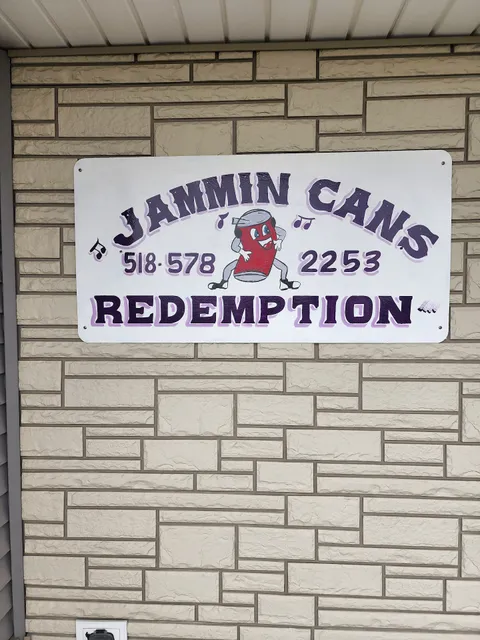 JAMMIN CANS
518-578 2253
REDEMPTION